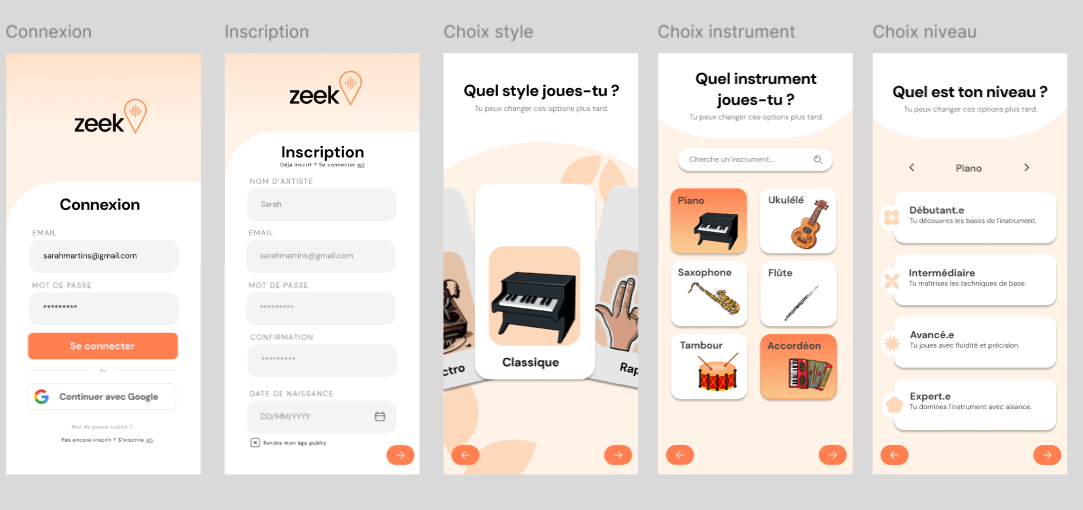 Connexion
zeek
Connexion
EMAIL
sarahmartins@gmail.com
MOT DE PASSE
*********
Se connecter
ou
Continuer avec Google
Mot de passe oublié ?
Pas encore inscrit ? S'inscrire ici.
Inscription
zeek
Inscription
Déja inscrit ? Se connecter ici.
NOM D'ARTISTE
Sarah
EMAIL
sarahmartins@gmail.com
MOT DE PASSE
*********
CONFIRMATION
*********
DATE DE NAISSANCE
DD/MM/YYYY
Rendre mon âge public
Choix style
Quel style joues-tu ?
Tu peux changer ces options plus tard.
ctro
Classique
Rap
Choix instrument
Quel instrument
joues-tu ?
Tu peux changer ces options plus tard.
Cherche un instrument...
Piano
Ukulélé
Saxophone
Flûte
Tambour
Accordéon
Choix niveau
Quel est ton niveau ?
Tu peux changer ces options plus tard.
Piano
Débutant.e
Tu découvres les bases de l'instrument.
Intermédiaire
Tu maîtrises les techniques de base.
Avancé.e
Tu joues avec fluidité et précision.
Expert.e
Tu domines l'instrument avec aisance.